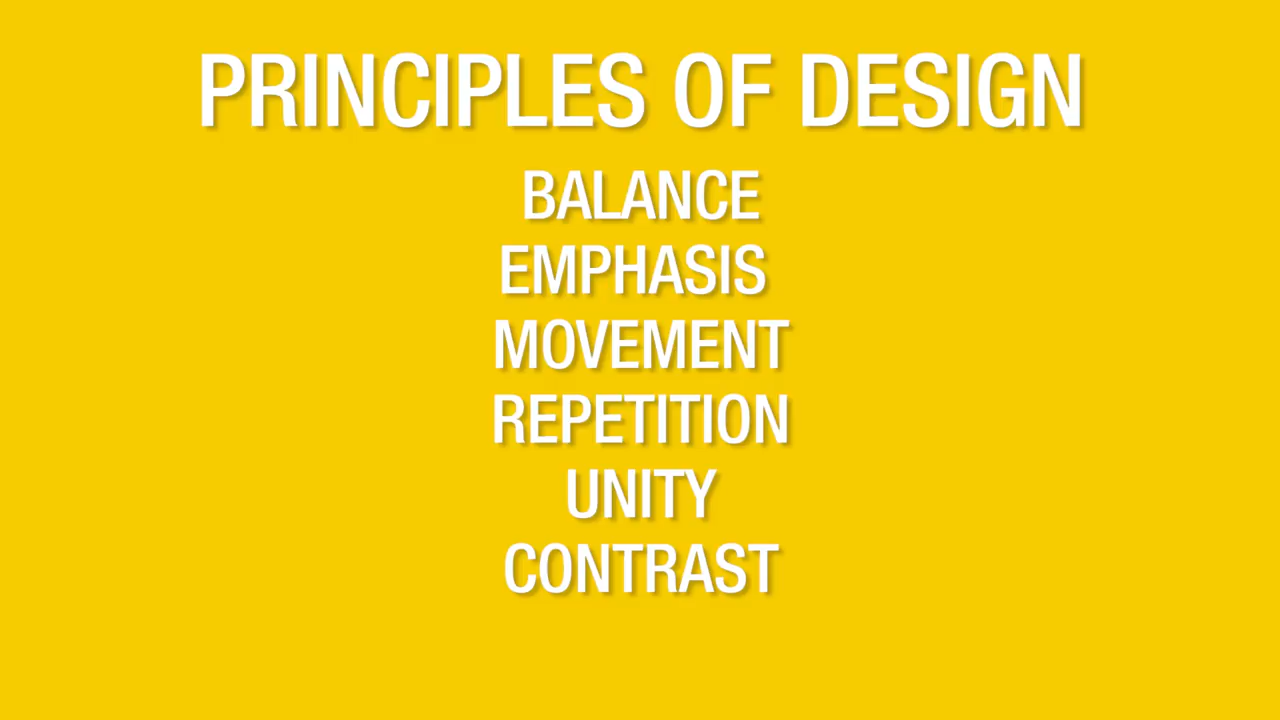 PRINCIPLES OF DESIGN
BALANCE
EMPHASIS
MOVEMENT
REPETITION
UNITY
CONTRAST